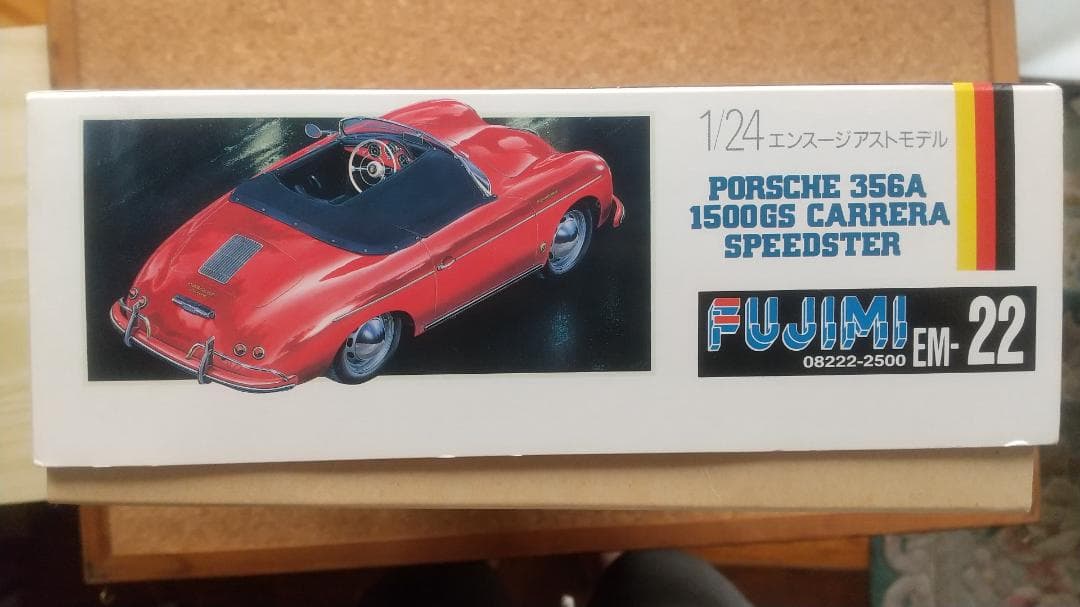 1/24 エンスージアストモデル
PORSCHE 356A
1500GS CARRERA
SPEEDSTER
FUJIMI
08222-2500
EM-22